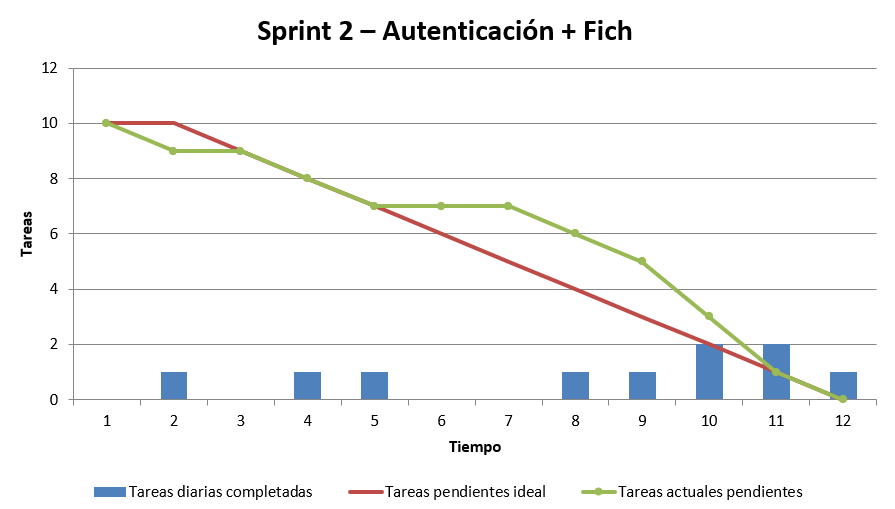 Sprint 2 – Autenticación + Fich
12
10
8
6
4
2
0
Tareas
1 2 3 4 5 6 7 8 9 10 11 12
Tiempo
Tareas diarias completadas Tareas pendientes ideal Tareas actuales pendientes